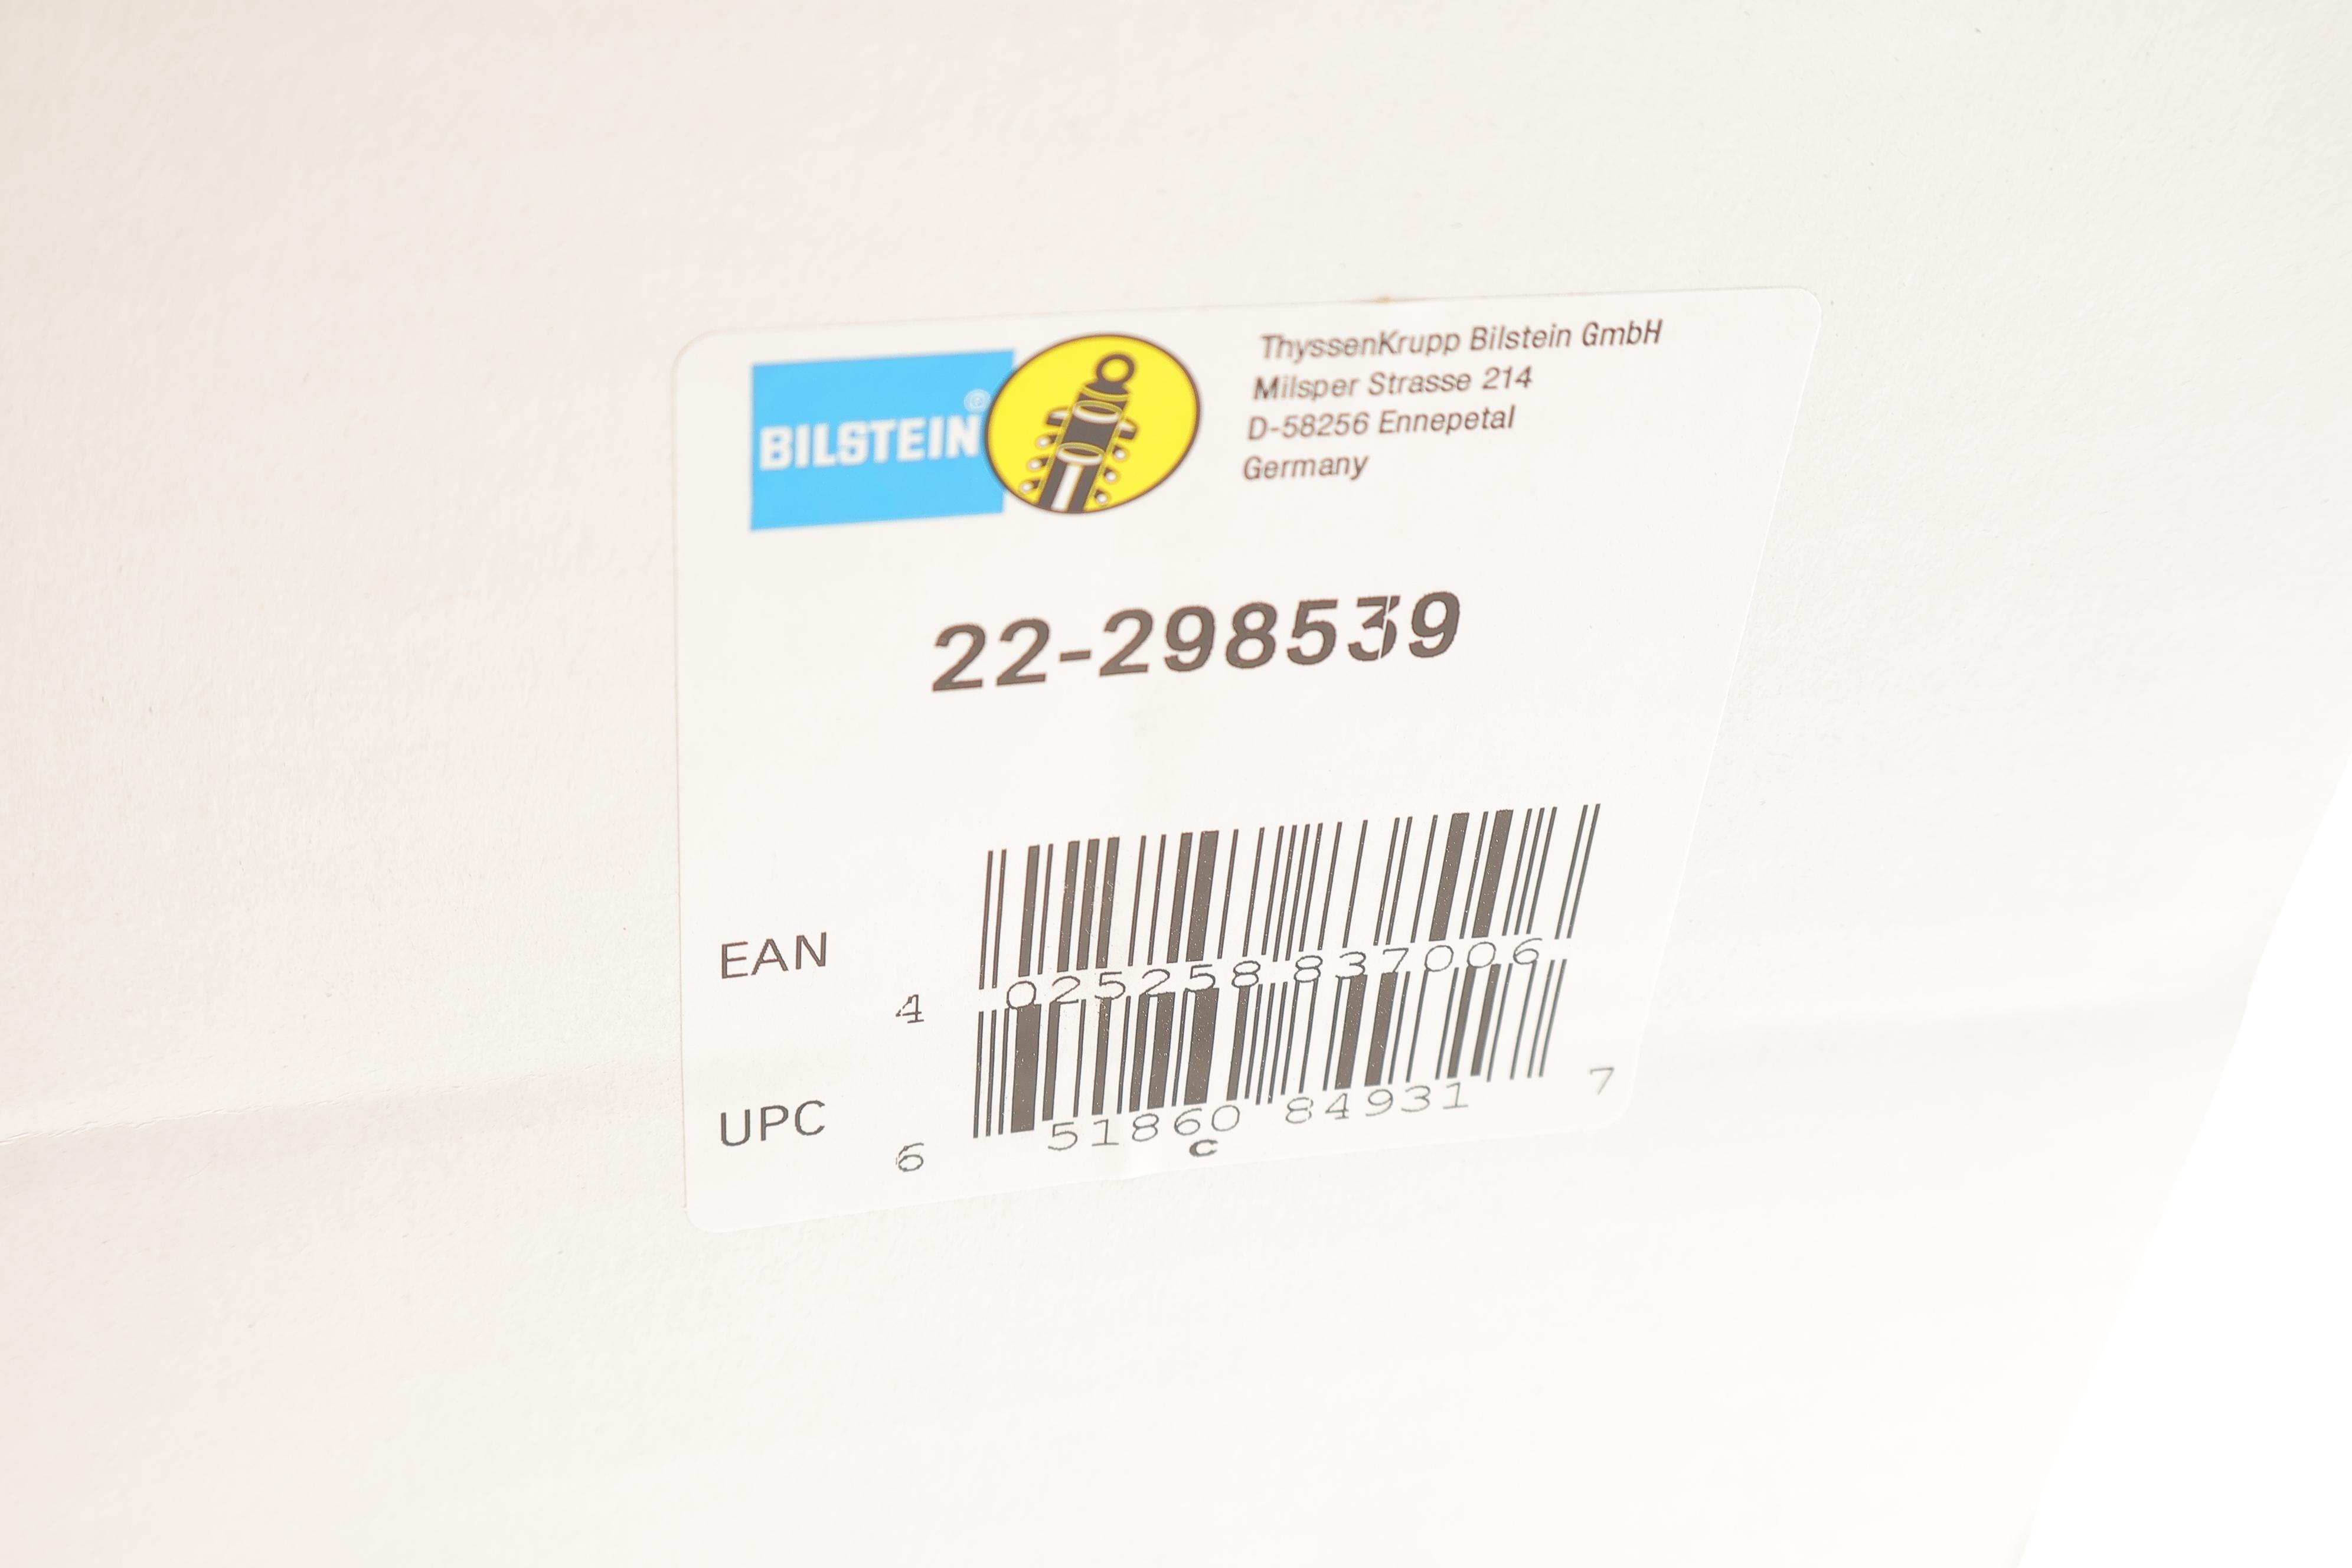 BILSTEIN®
ThyssenKrupp Bilstein GmbH
Milsper Strasse 214
D-58256 Ennepetal
Germany
22-298539
EAN
4 025258 837006
UPC
6 51860 84931 7
c